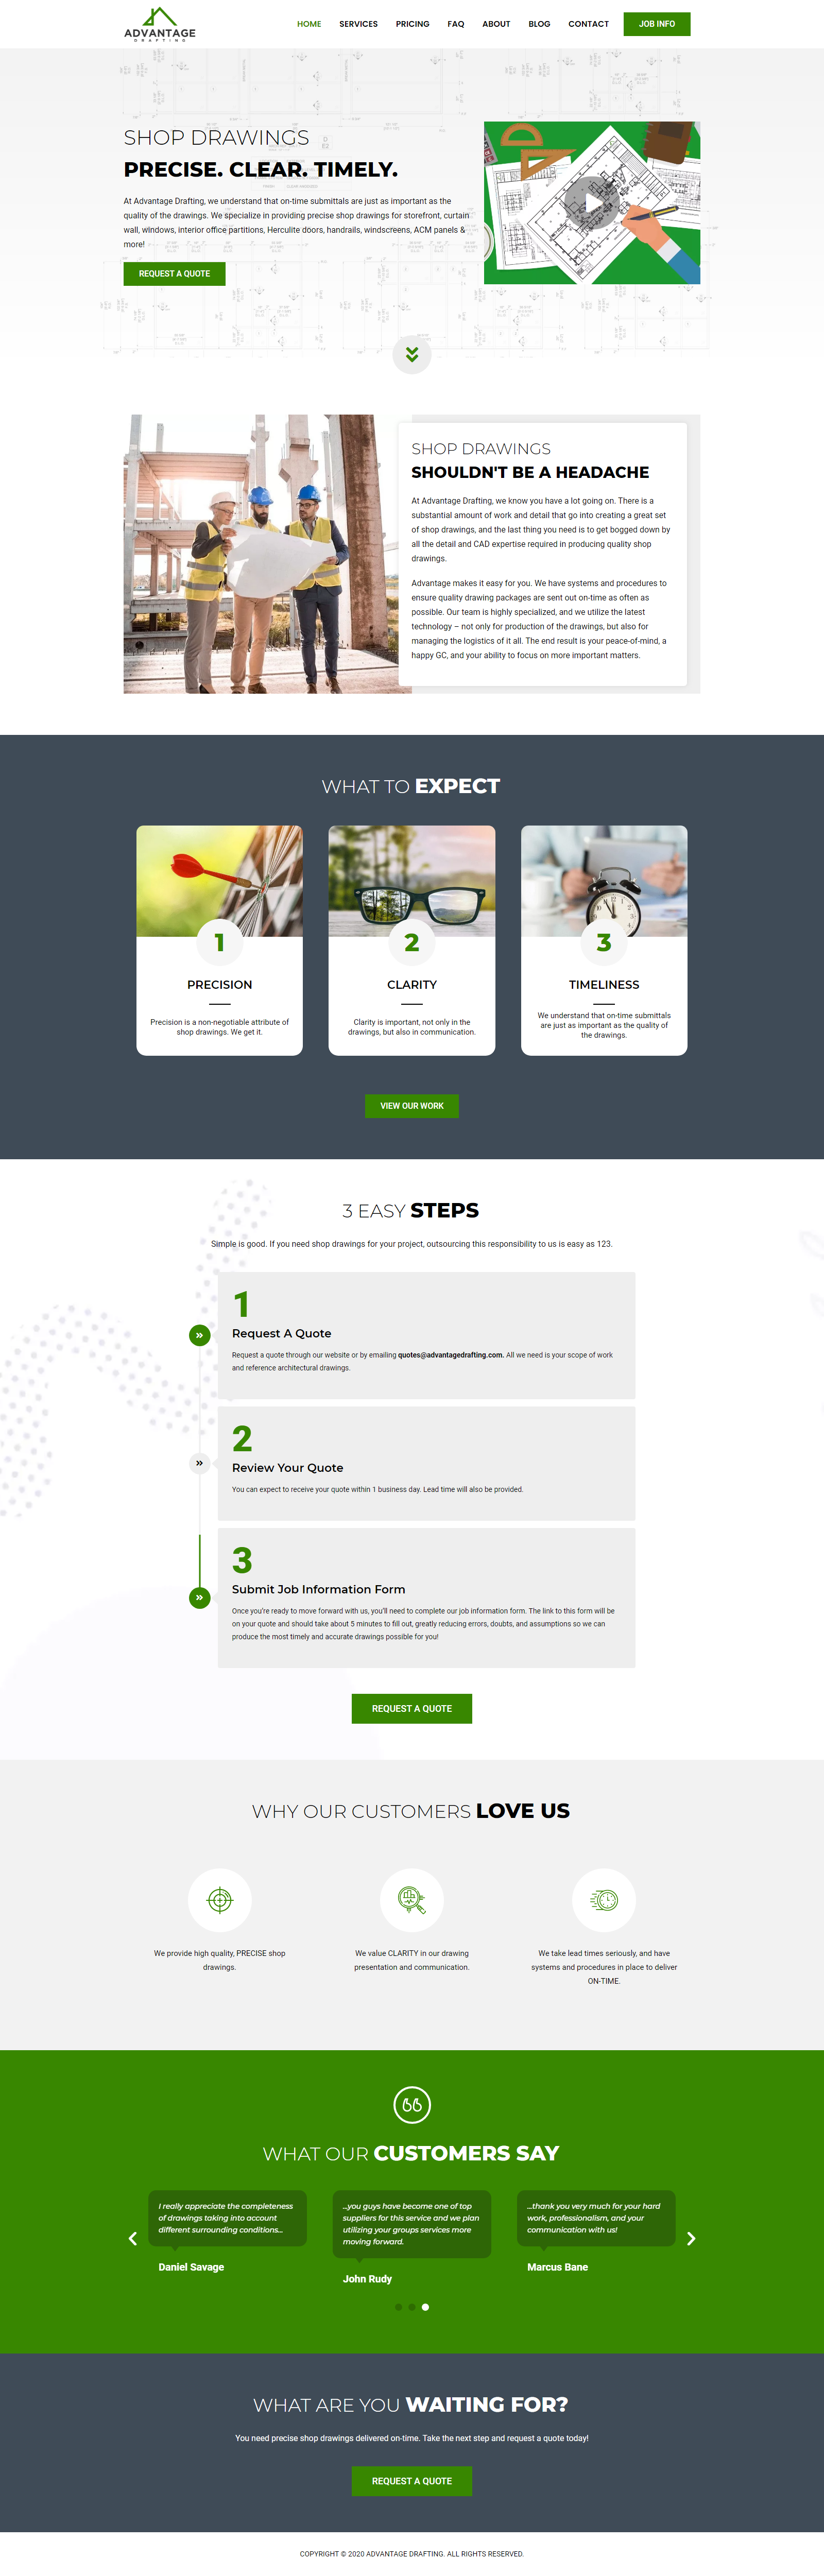 ADVANTAGE
DRAFTING
HOME SERVICES PRICING FAQ ABOUT BLOG CONTACT JOB INFO
SHOP DRAWINGS
PRECISE. CLEAR. TIMELY.
At Advantage Drafting, we understand that on-time submittals are just as important as the
quality of the drawings. We specialize in providing precise shop drawings for storefront, curtain
wall, windows, interior office partitions, Herculite doors, handrails, windscreens, ACM panels &
more!
REQUEST A QUOTE
SHOP DRAWINGS
SHOULDN'T BE A HEADACHE
At Advantage Drafting, we know you have a lot going on. There is a
substantial amount of work and detail that go into creating a great set
of shop drawings, and the last thing you need is to get bogged down by
all the detail and CAD expertise required in producing quality shop
drawings.
Advantage makes it easy for you. We have systems and procedures to
ensure quality drawing packages are sent out on-time as often as
possible. Our team is highly specialized, and we utilize the latest
technology – not only for production of the drawings, but also for
managing the logistics of it all. The end result is your peace-of-mind, a
happy GC, and your ability to focus on more important matters.
WHAT TO EXPECT
1
PRECISION
Precision is a non-negotiable attribute of
shop drawings. We get it.
2
CLARITY
Clarity is important, not only in the
drawings, but also in communication.
3
TIMELINESS
We understand that on-time submittals
are just as important as the quality of
the drawings.
VIEW OUR WORK
3 EASY STEPS
Simple is good. If you need shop drawings for your project, outsourcing this responsibility to us is easy as 123.
1
Request A Quote
Request a quote through our website or by emailing quotes@advantagedrafting.com. All we need is your scope of work
and reference architectural drawings.
2
Review Your Quote
You can expect to receive your quote within 1 business day. Lead time will also be provided.
3
Submit Job Information Form
Once you're ready to move forward with us, you'll need to complete our job information form. The link to this form will be
on your quote and should take about 5 minutes to fill out, greatly reducing errors, doubts, and assumptions so we can
produce the most timely and accurate drawings possible for you!
REQUEST A QUOTE
WHY OUR CUSTOMERS LOVE US
We provide high quality, PRECISE shop
drawings.
We value CLARITY in our drawing
presentation and communication.
We take lead times seriously, and have
systems and procedures in place to deliver
ON-TIME.
WHAT OUR CUSTOMERS SAY
I really appreciate the completeness
of drawings taking into account
different surrounding conditions...
Daniel Savage
...you guys have become one of top
suppliers for this service and we plan
utilizing your groups services more
moving forward.
John Rudy
...thank you very much for your hard
work, professionalism, and your
communication with us!
Marcus Bane
WHAT ARE YOU WAITING FOR?
You need precise shop drawings delivered on-time. Take the next step and request a quote today!
REQUEST A QUOTE
COPYRIGHT © 2020 ADVANTAGE DRAFTING. ALL RIGHTS RESERVED.